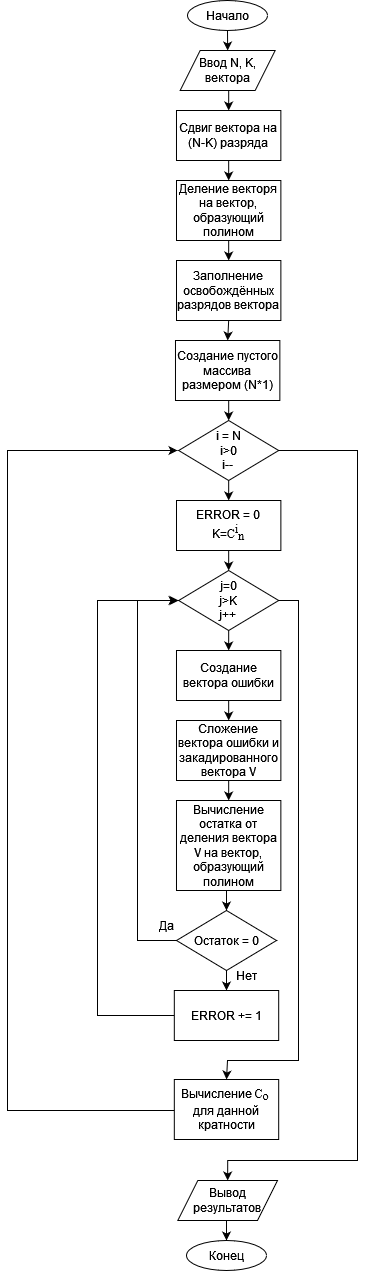 Начало
Ввод N, K,
вектора
Сдвиг вектора на
(N-K) разряда
Деление векторя
на вектор,
образующий
полином
Заполнение
освобождённых
разрядов вектора
Создание пустого
массива
размером (N*1)
i = N
i>0
i--
ERROR = 0
K=Cⁱₙ
j=0
j>K
j++
Создание
вектора ошибки
Сложение
вектора ошибки и
закадированного
вектора V
Вычисление
остатка от
деления вектора
V на вектор,
образующий
полином
Да
Остаток = 0
Нет
ERROR += 1
Вычисление Cₒ
для данной
кратности
Вывод
результатов
Конец